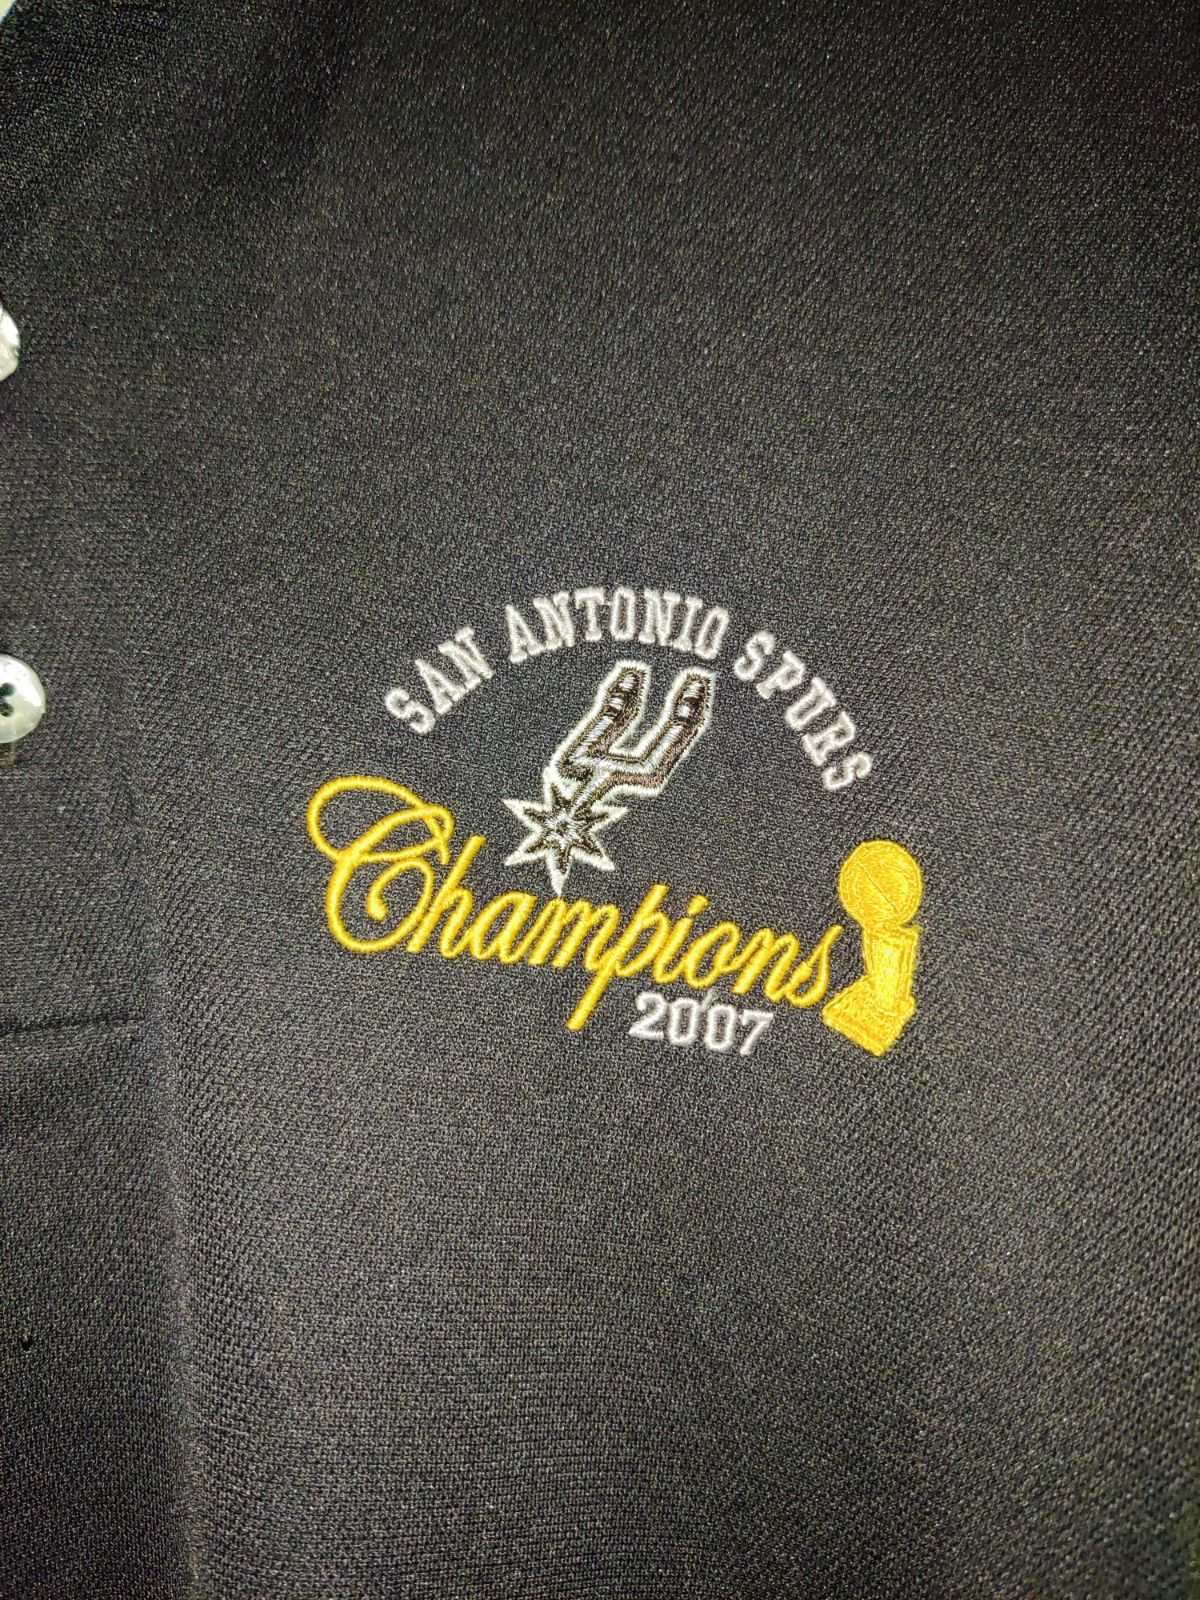 SAN ANTONIO SPURS
Champions
2007